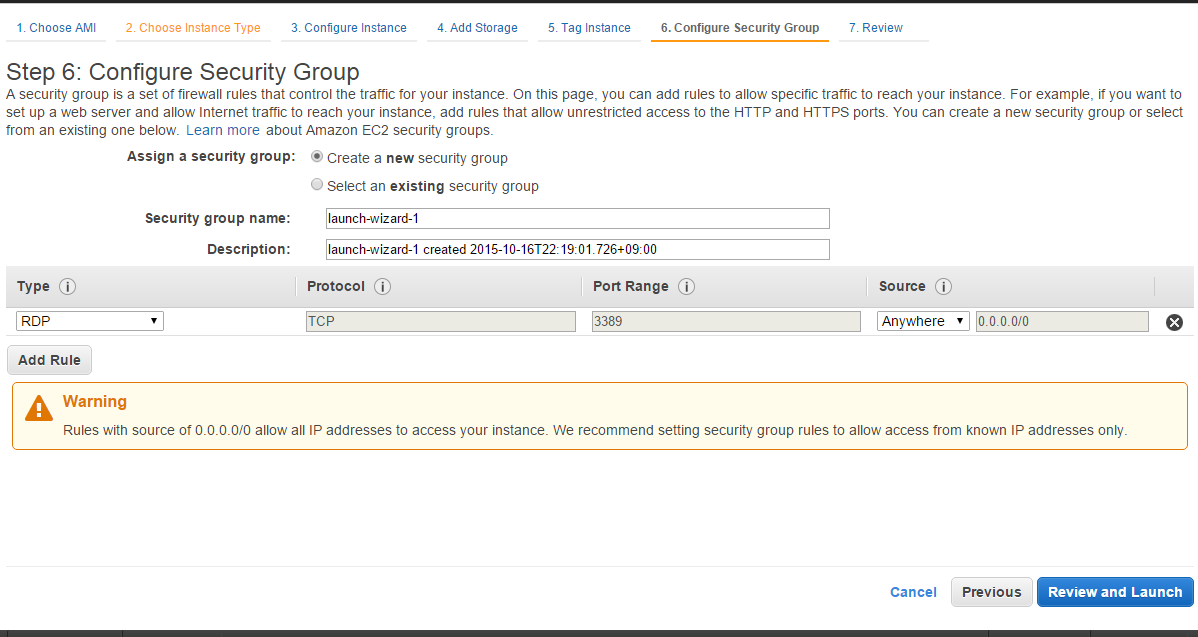 1. Choose AMI 2. Choose Instance Type 3. Configure Instance 4. Add Storage 5. Tag Instance 6. Configure Security Group 7. Review
Step 6: Configure Security Group
A security group is a set of firewall rules that control the traffic for your instance. On this page, you can add rules to allow specific traffic to reach your instance. For example, if you want to
set up a web server and allow Internet traffic to reach your instance, add rules that allow unrestricted access to the HTTP and HTTPS ports. You can create a new security group or select
from an existing one below. Learn more about Amazon EC2 security groups.
Assign a security group: Create a new security group
Select an existing security group
Security group name: launch-wizard-1
Description: launch-wizard-1 created 2015-10-16T22:19:01.726+09:00
Type i Protocol i Port Range i Source i
RDP TCP 3389 Anywhere 0.0.0.0/0
Add Rule
Warning
Rules with source of 0.0.0.0/0 allow all IP addresses to access your instance. We recommend setting security group rules to allow access from known IP addresses only.
Cancel Previous Review and Launch